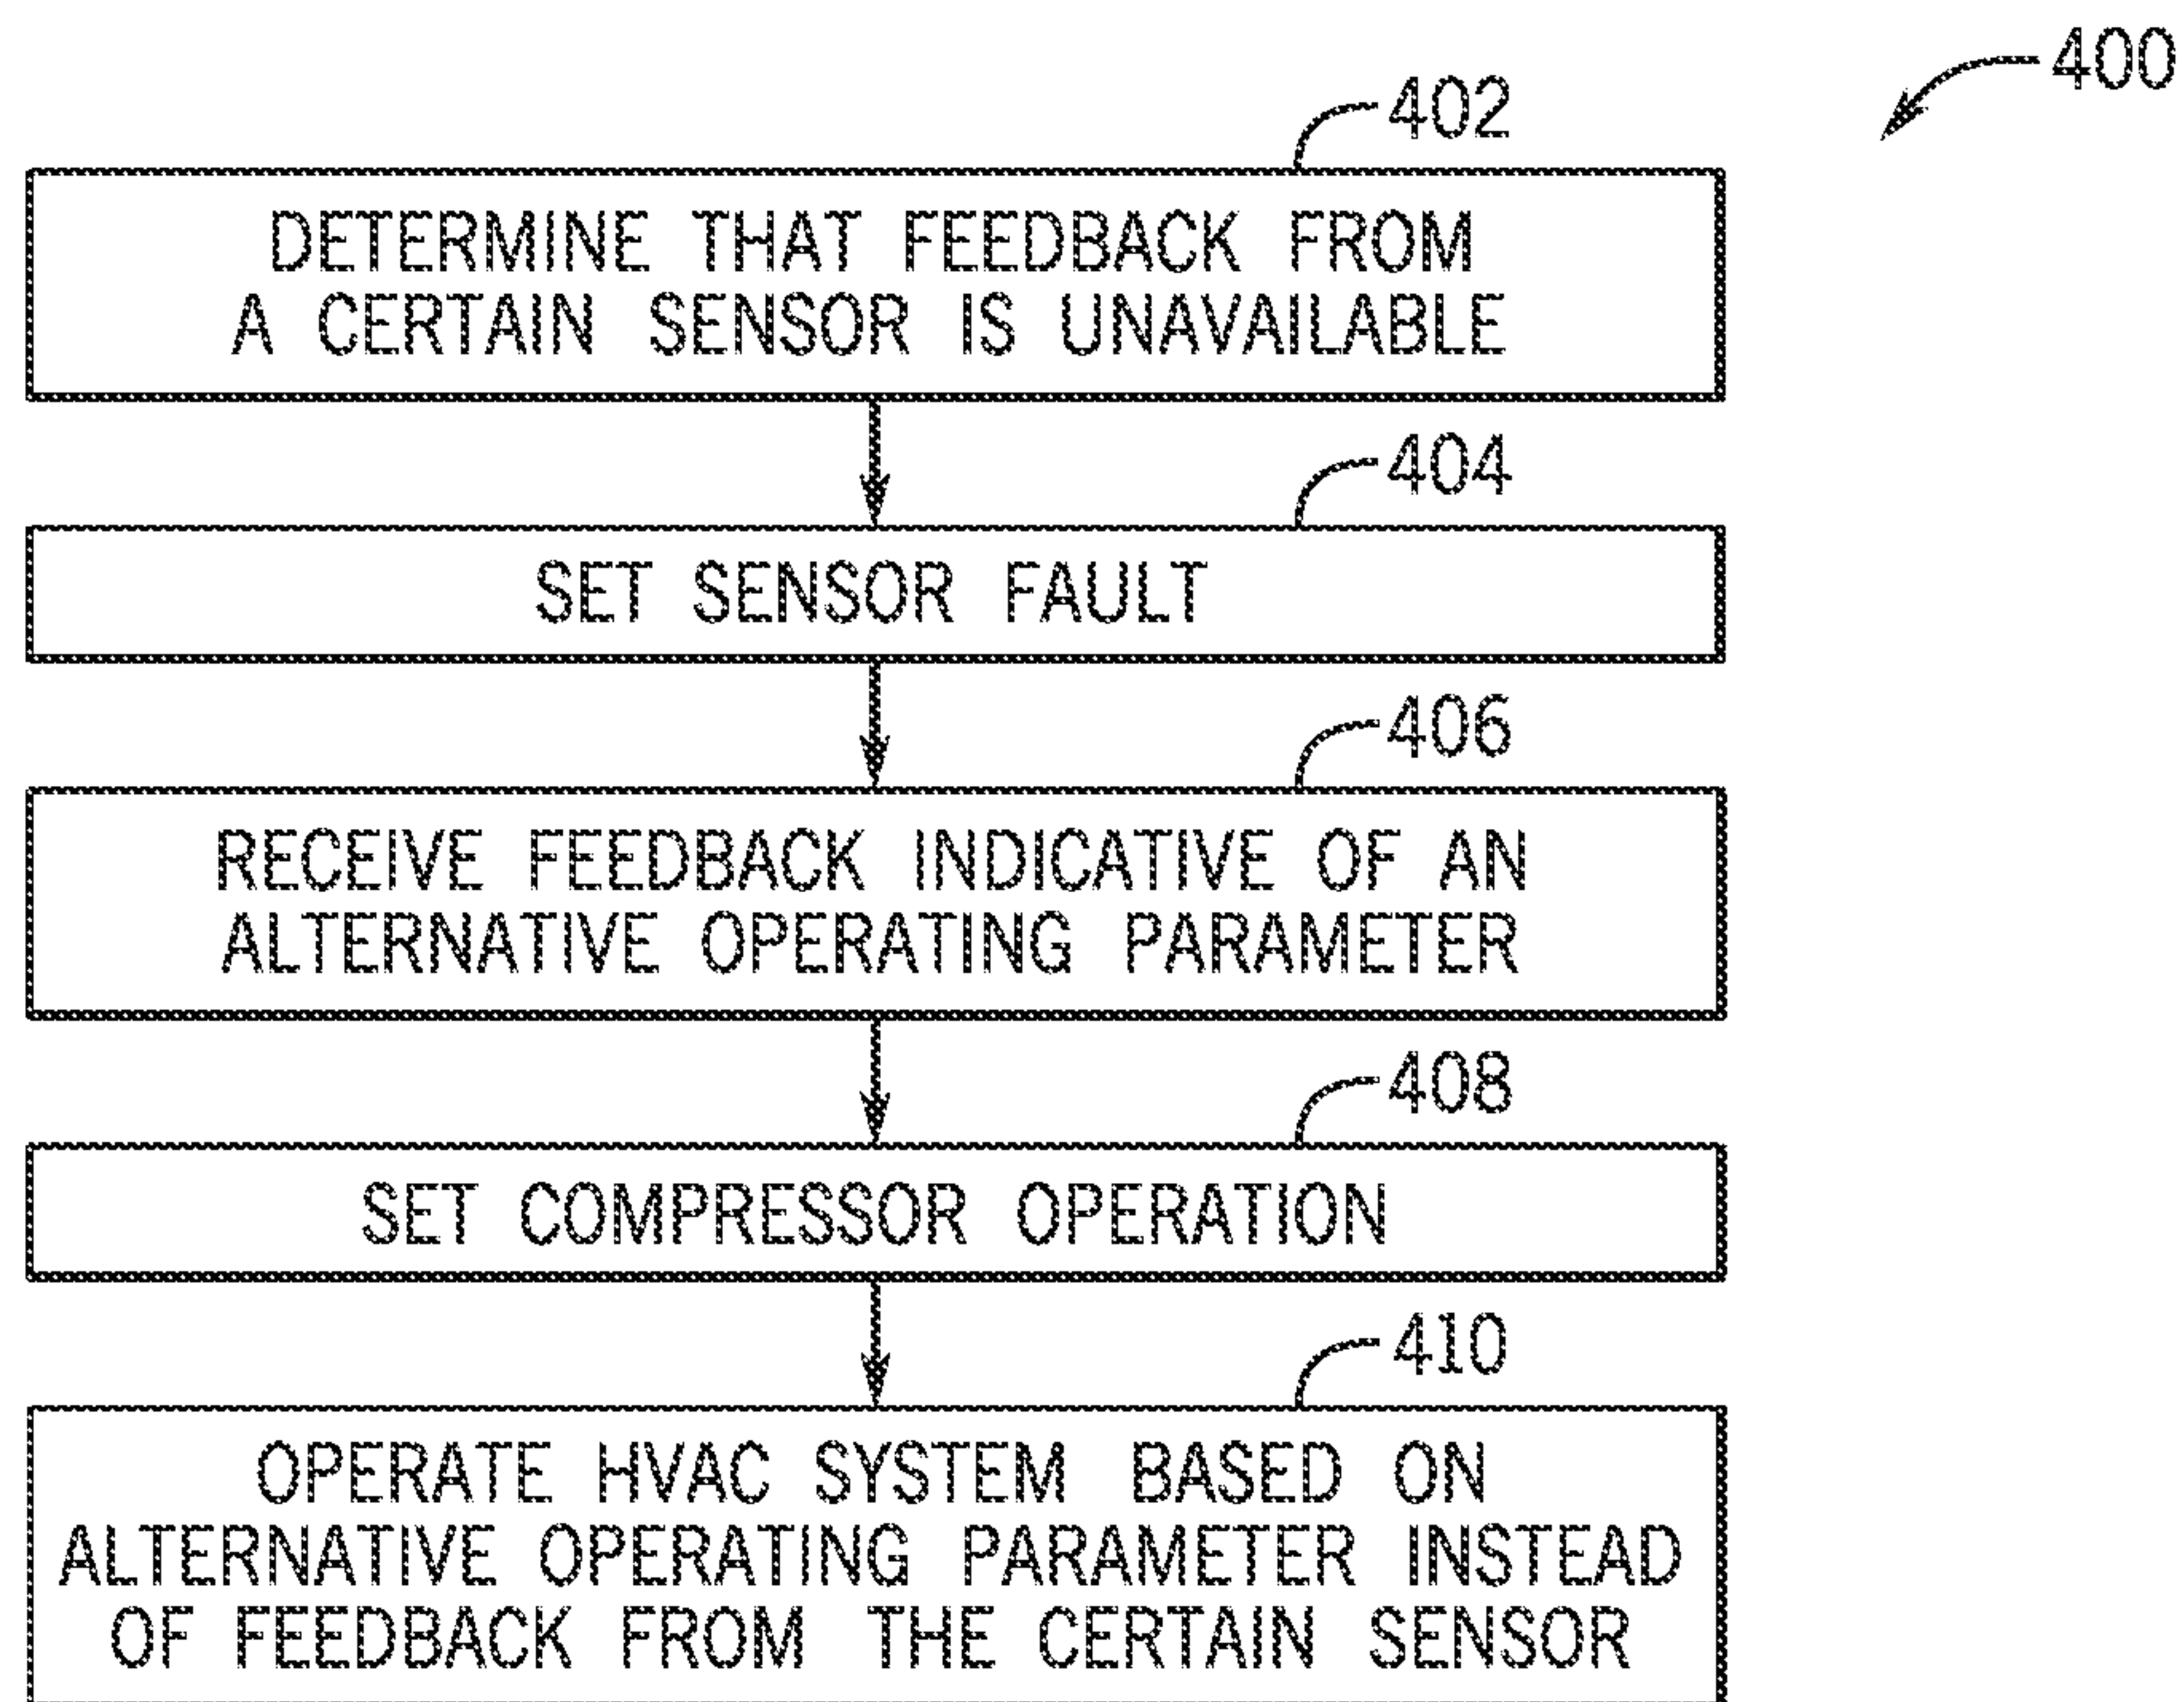 400
402
DETERMINE THAT FEEDBACK FROM
A CERTAIN SENSOR IS UNAVAILABLE
404
SET SENSOR FAULT
406
RECEIVE FEEDBACK INDICATIVE OF AN
ALTERNATIVE OPERATING PARAMETER
408
SET COMPRESSOR OPERATION
410
OPERATE HVAC SYSTEM BASED ON
ALTERNATIVE OPERATING PARAMETER INSTEAD
OF FEEDBACK FROM THE CERTAIN SENSOR